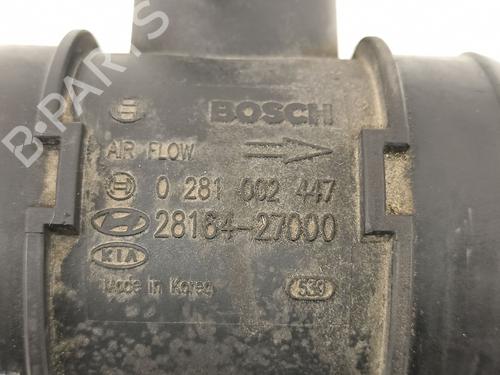 B-PARTS
BOSCH
AIR FLOW
0 281 002 447
28164-27000
KIA
Made in Korea
539